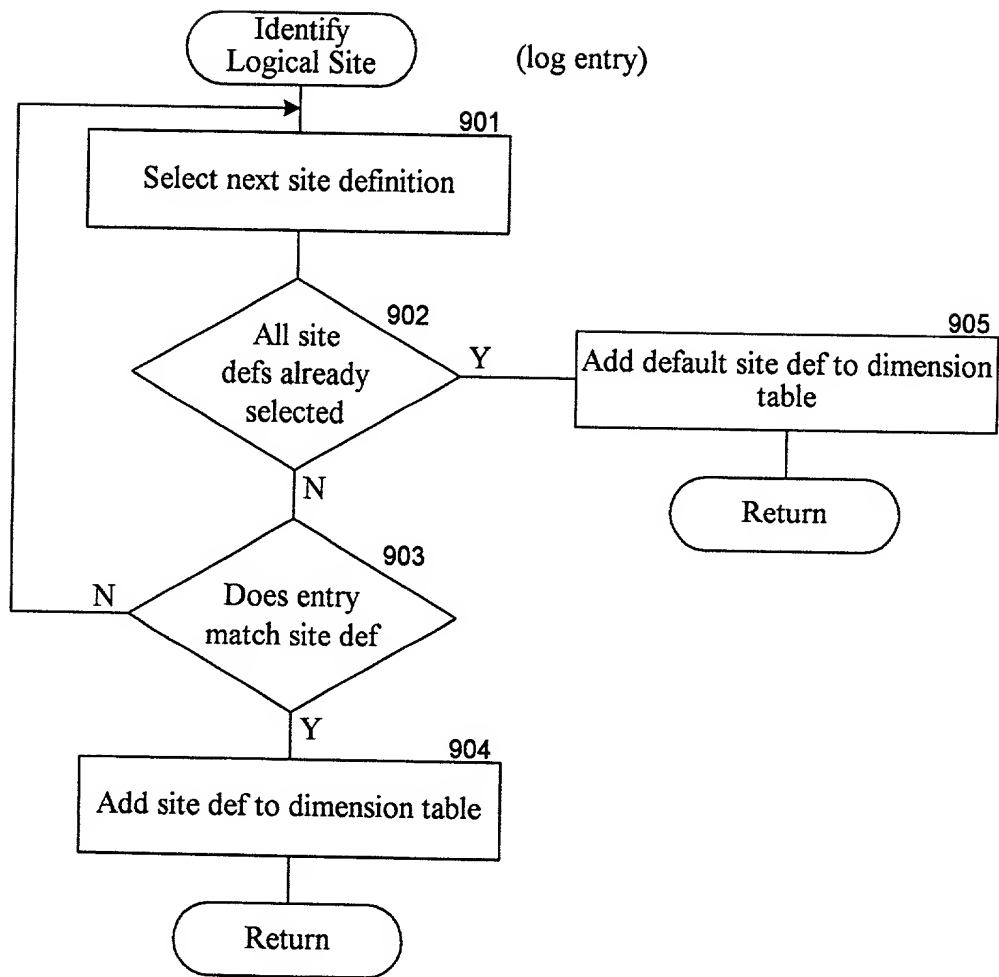 Identify
Logical Site
(log entry)
901
Select next site definition
902
All site
defs already
selected
Y
905
Add default site def to dimension
table
N
Return
903
N
Does entry
match site def
Y
904
Add site def to dimension table
Return